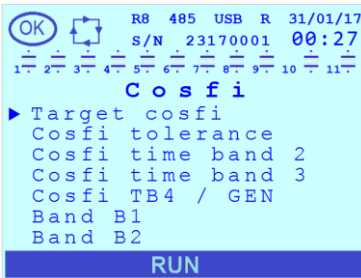 OK R8 485 USB R 31/01/17
S/N 23170001 00:27
1 2 3 4 5 6 7 8 9 10 11
Cosfi
Target cosfi
Cosfi tolerance
Cosfi time band 2
Cosfi time band 3
Cosfi TB4 / GEN
Band B1
Band B2
RUN